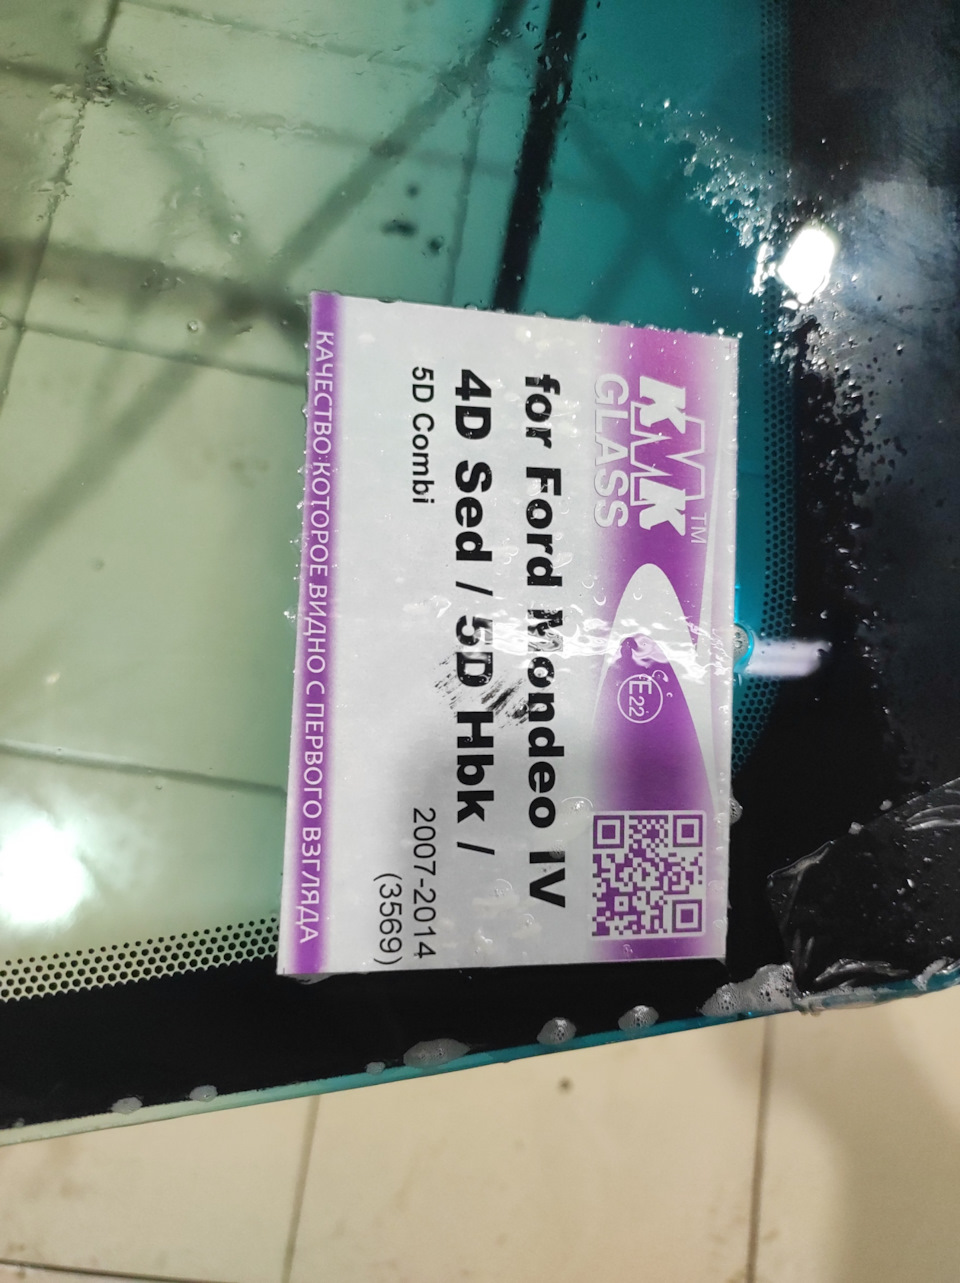 KMK TM
GLASS
E22
for Ford Mondeo IV
4D Sed / 5D Hbk /
5D Combi
2007-2014
(3569)
КАЧЕСТВО КОТОРОЕ ВИДНО С ПЕРВОГО ВЗГЛЯДА